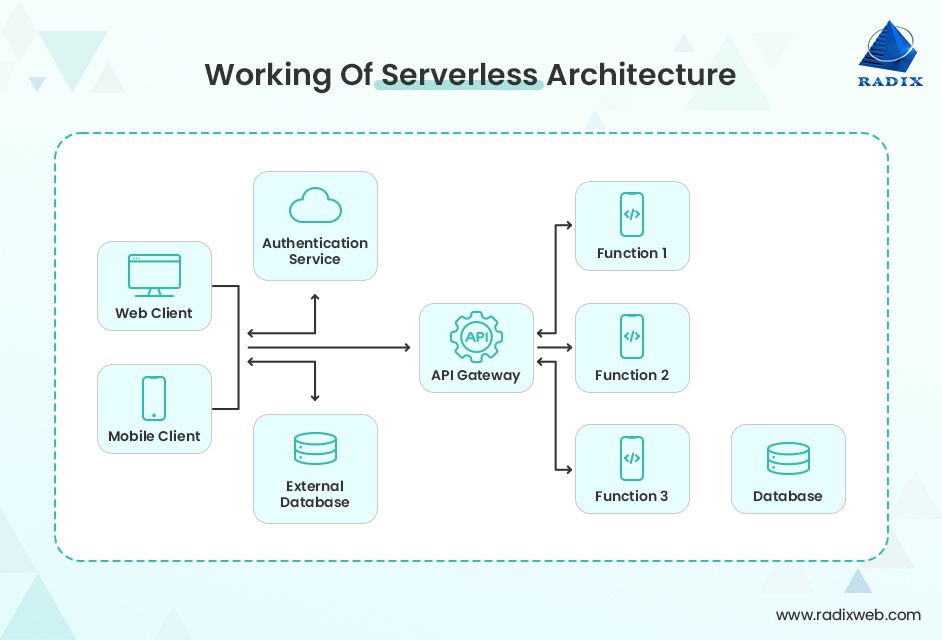 Working Of Serverless Architecture
RADIX
Authentication
Service
Web Client
Mobile Client
External
Database
API
API Gateway
</>
Function 1
</>
Function 2
</>
Function 3
Database
www.radixweb.com